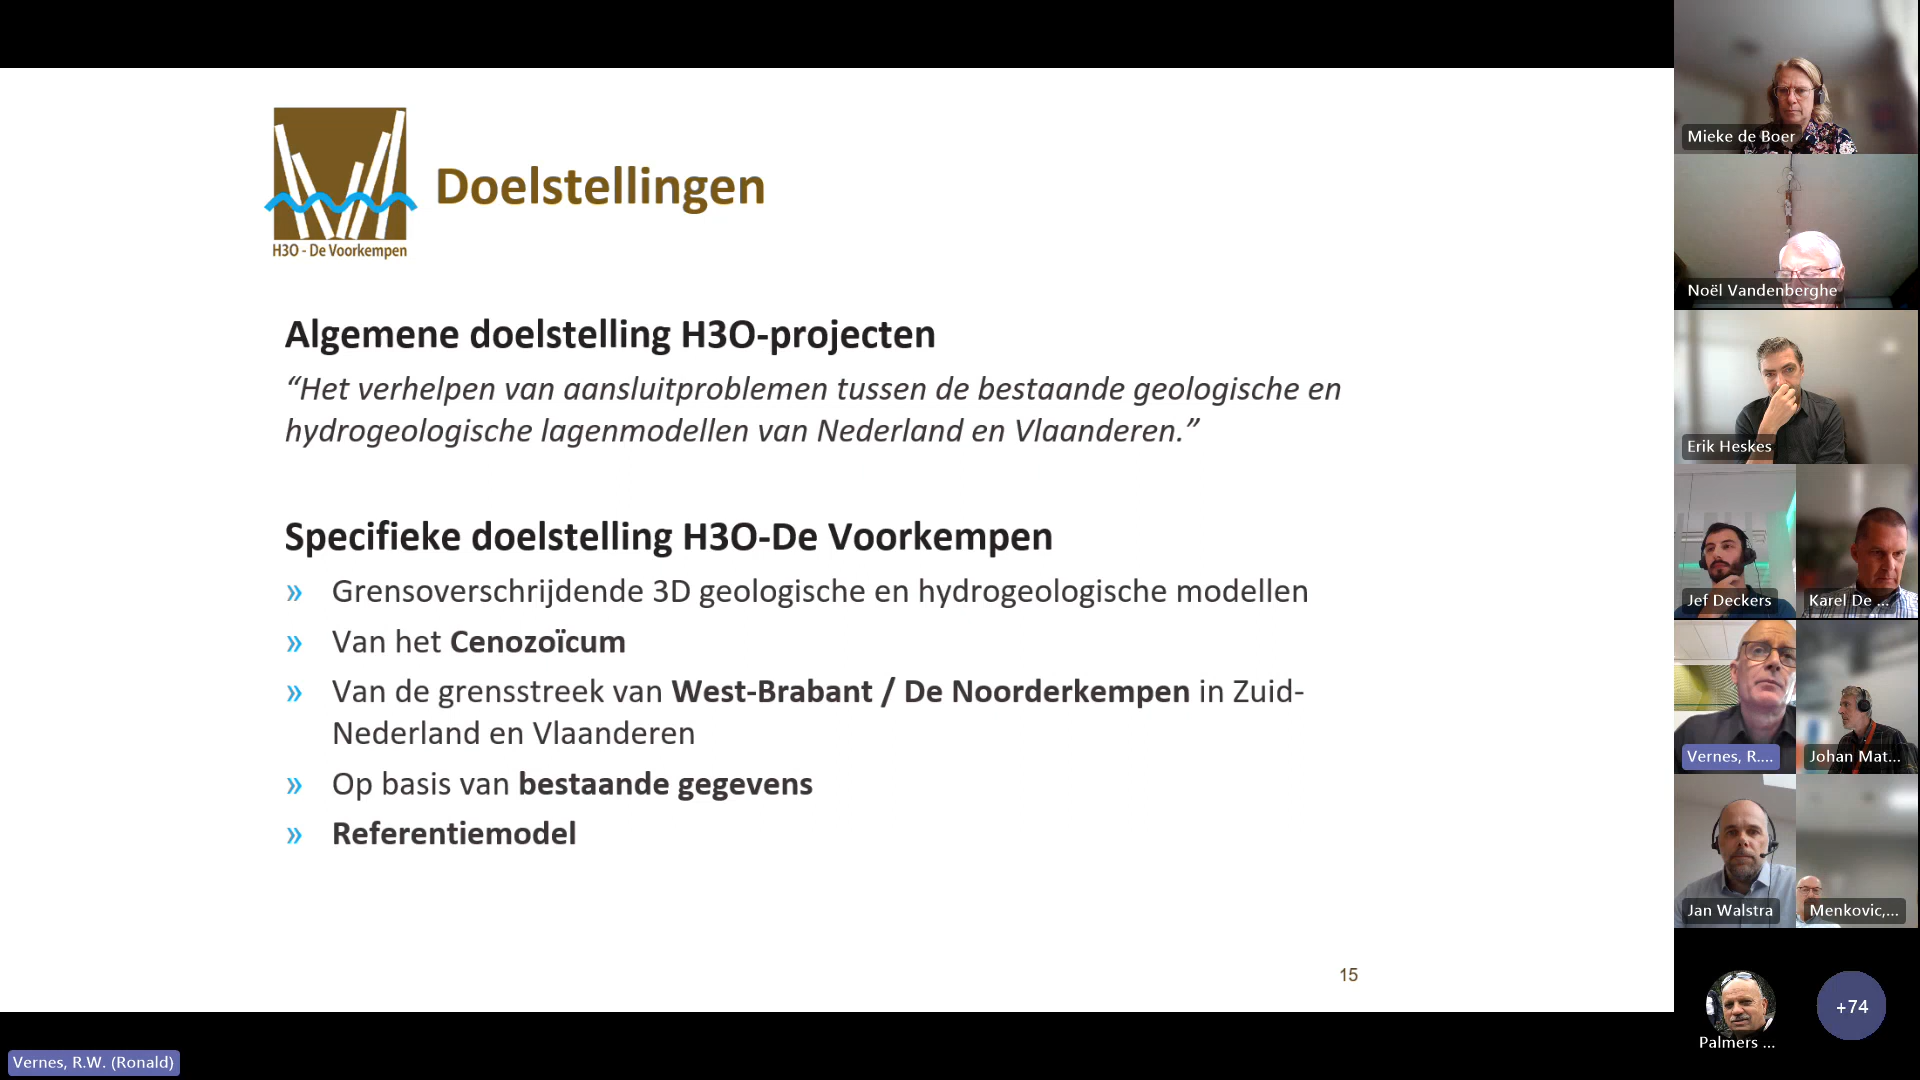 H3O - De Voorkempen
Doelstellingen
Algemene doelstelling H3O-projecten
“Het verhelpen van aansluitproblemen tussen de bestaande geologische en
hydrogeologische lagenmodellen van Nederland en Vlaanderen.”
Specifieke doelstelling H3O-De Voorkempen
» Grensoverschrijdende 3D geologische en hydrogeologische modellen
» Van het Cenozoïcum
» Van de grensstreek van West-Brabant / De Noorderkempen in Zuid-
Nederland en Vlaanderen
» Op basis van bestaande gegevens
» Referentiemodel
15
Vernes, R.W. (Ronald)
Mieke de Boer
Noël Vandenberghe
Erik Heskes
Jef Deckers
Karel De ...
Vernes, R....
Johan Mat...
Jan Walstra
Menkovic,...
Palmers ...
+74